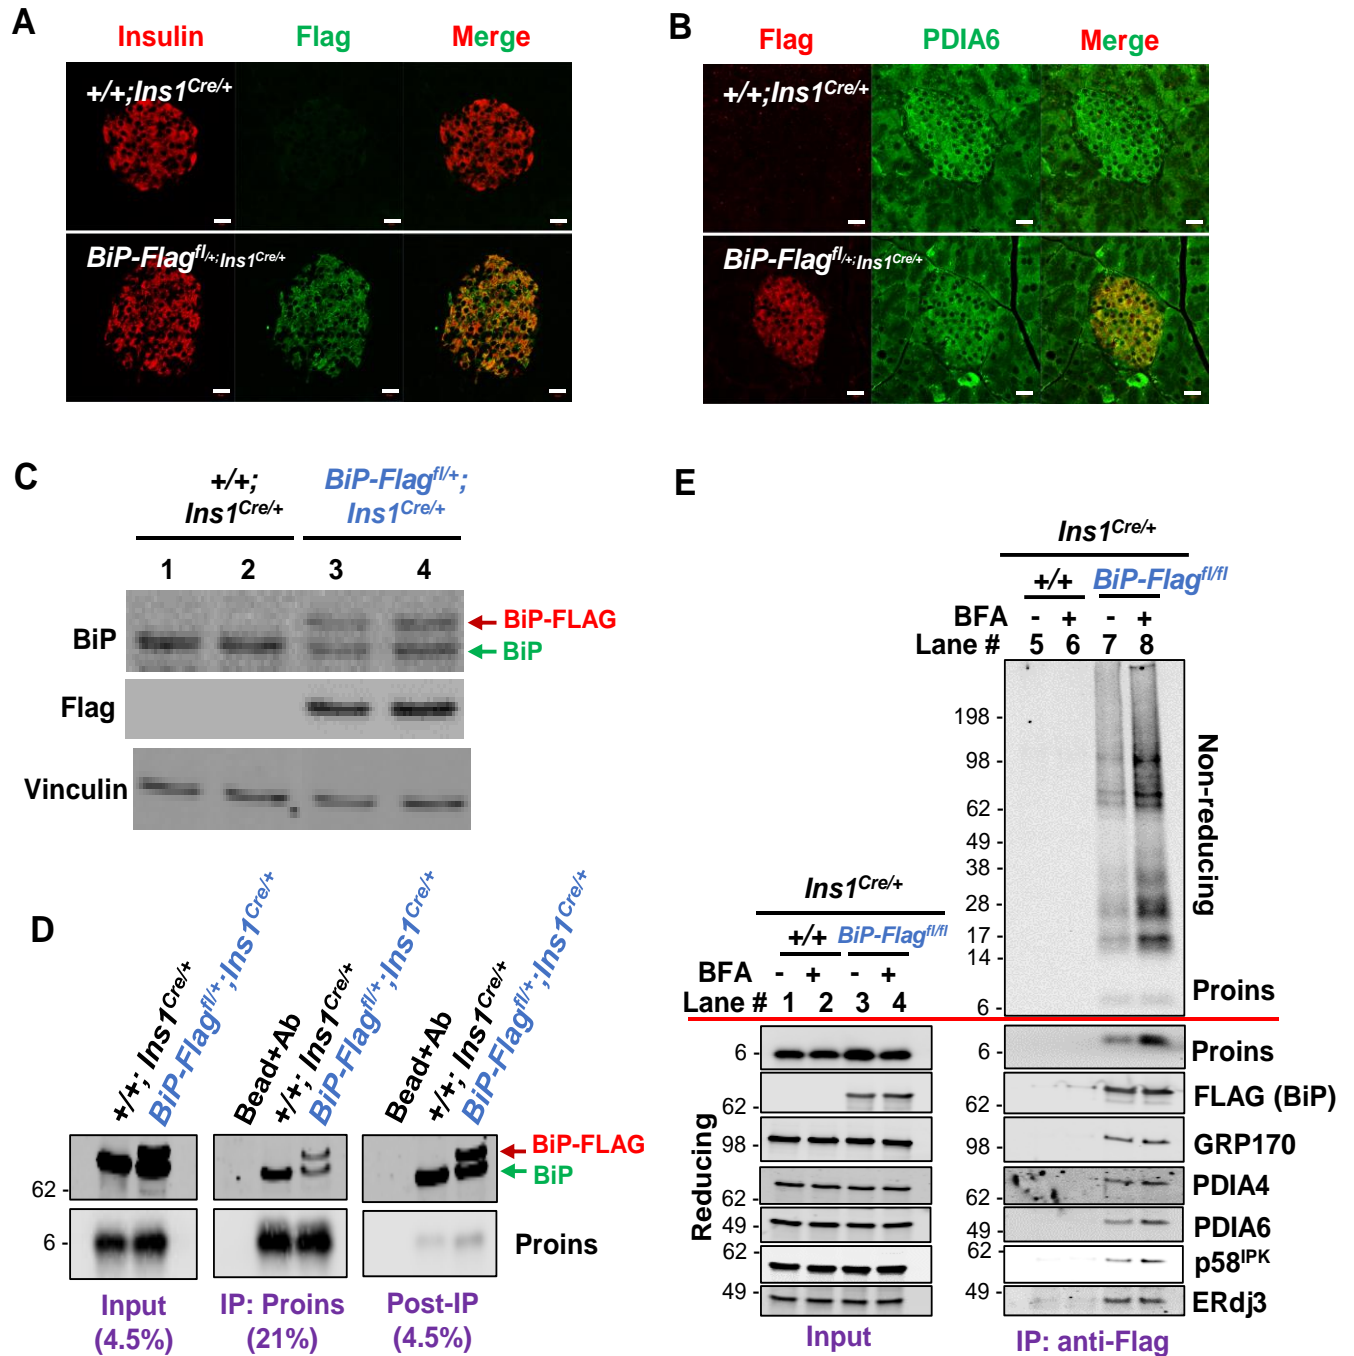 A
Insulin Flag Merge
+/+;Ins1Cre/+
BiP-Flagfl/+;Ins1Cre/+
B
Flag PDIA6 Merge
+/+;Ins1Cre/+
BiP-Flagfl/+;Ins1Cre/+
C
+/+;
Ins1Cre/+
BiP-Flagfl/+;
Ins1Cre/+
1 2 3 4
BiP
BiP-FLAG
BiP
Flag
Vinculin
D
+/+; Ins1Cre/+
BiP-Flagfl/+;Ins1Cre/+
Bead+Ab
+/+; Ins1Cre/+
BiP-Flagfl/+;Ins1Cre/+
Bead+Ab
+/+; Ins1Cre/+
BiP-Flagfl/+;Ins1Cre/+
BiP-FLAG
BiP
62 -
6 -
Proins
Input
(4.5%)
IP: Proins
(21%)
Post-IP
(4.5%)
E
Ins1Cre/+
+/+ BiP-Flagfl/fl
BFA - + - +
Lane # 5 6 7 8
198 -
98 -
62 -
49 -
38 -
28 -
17 -
14 -
6 -
Non-reducing
Proins
Ins1Cre/+
+/+ BiP-Flagfl/fl
BFA - + - +
Lane # 1 2 3 4
Reducing
6 -
62 -
98 -
62 -
49 -
62 -
49 -
Input
6 -
62 -
98 -
62 -
49 -
62 -
49 -
Proins
FLAG (BiP)
GRP170
PDIA4
PDIA6
p58IPK
ERdj3
IP: anti-Flag